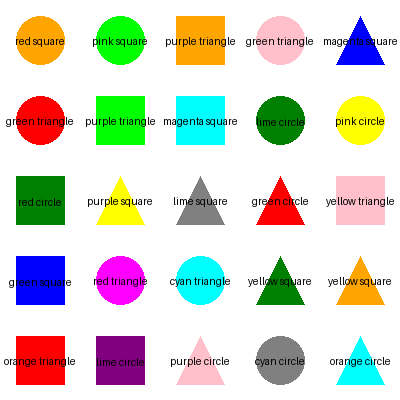 red square
pink square
purple triangle
green triangle
magenta square
green triangle
purple triangle
magenta square
lime circle
pink circle
red circle
purple square
lime square
green circle
yellow triangle
green square
red triangle
cyan triangle
yellow square
yellow square
orange triangle
lime circle
purple circle
cyan circle
orange circle